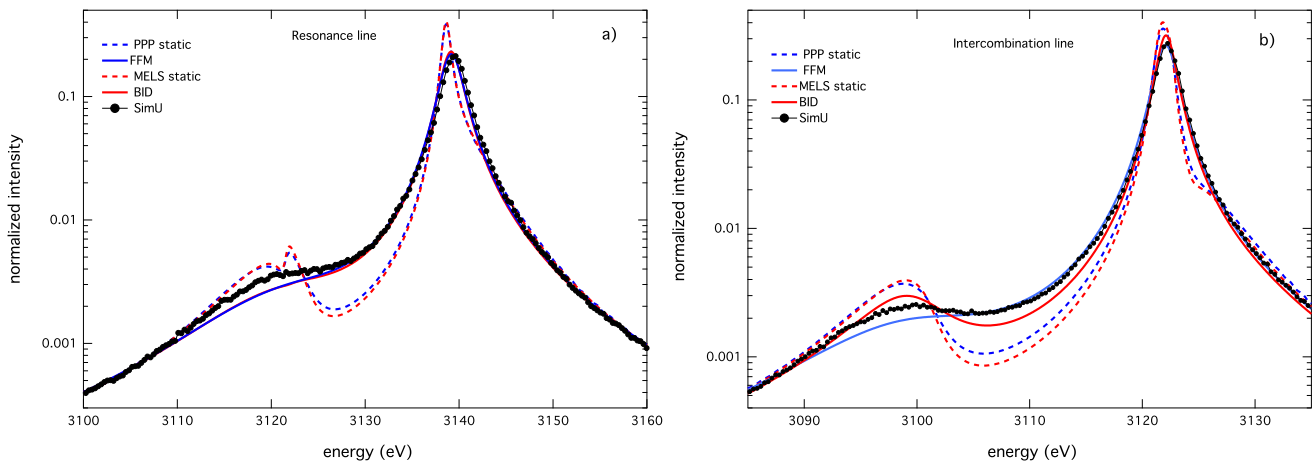 Resonance line
a)
PPP static
FFM
MELS static
BID
SimU
0.1
0.01
0.001
normalized intensity
3100
3110
3120
3130
3140
3150
3160
energy (eV)
Intercombination line
b)
PPP static
FFM
MELS static
BID
SimU
0.1
0.01
0.001
normalized intensity
3090
3100
3110
3120
3130
energy (eV)